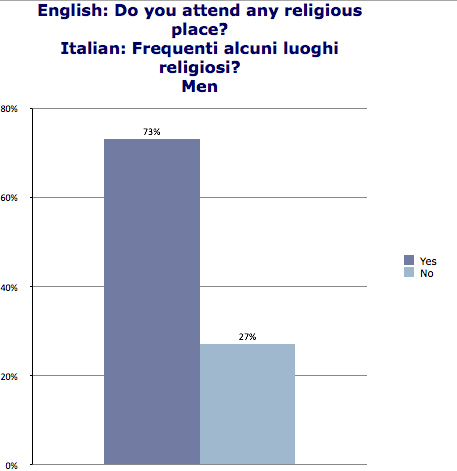 English: Do you attend any religious
place?
Italian: Frequenti alcuni luoghi
religiosi?
Men
80%
73%
60%
Yes
No
40%
27%
20%
0%